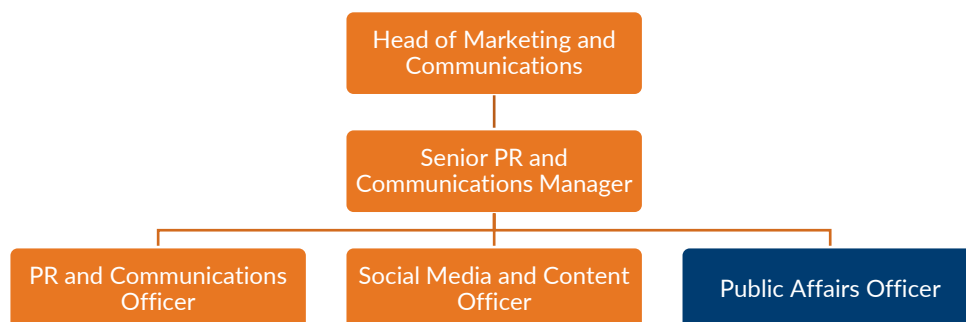 Head of Marketing and
Communications
Senior PR and
Communications Manager
PR and Communications
Officer
Social Media and Content
Officer
Public Affairs Officer